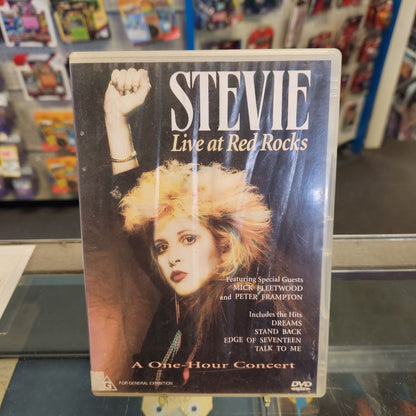 STEVIE
Live at Red Rocks
Featuring Special Guests
MICK FLEETWOOD
and PETER FRAMPTON
Includes the Hits
DREAMS
STAND BACK
EDGE OF SEVENTEEN
TALK TO ME
A One-Hour Concert
G
FOR GENERAL EXHIBITION
DVD